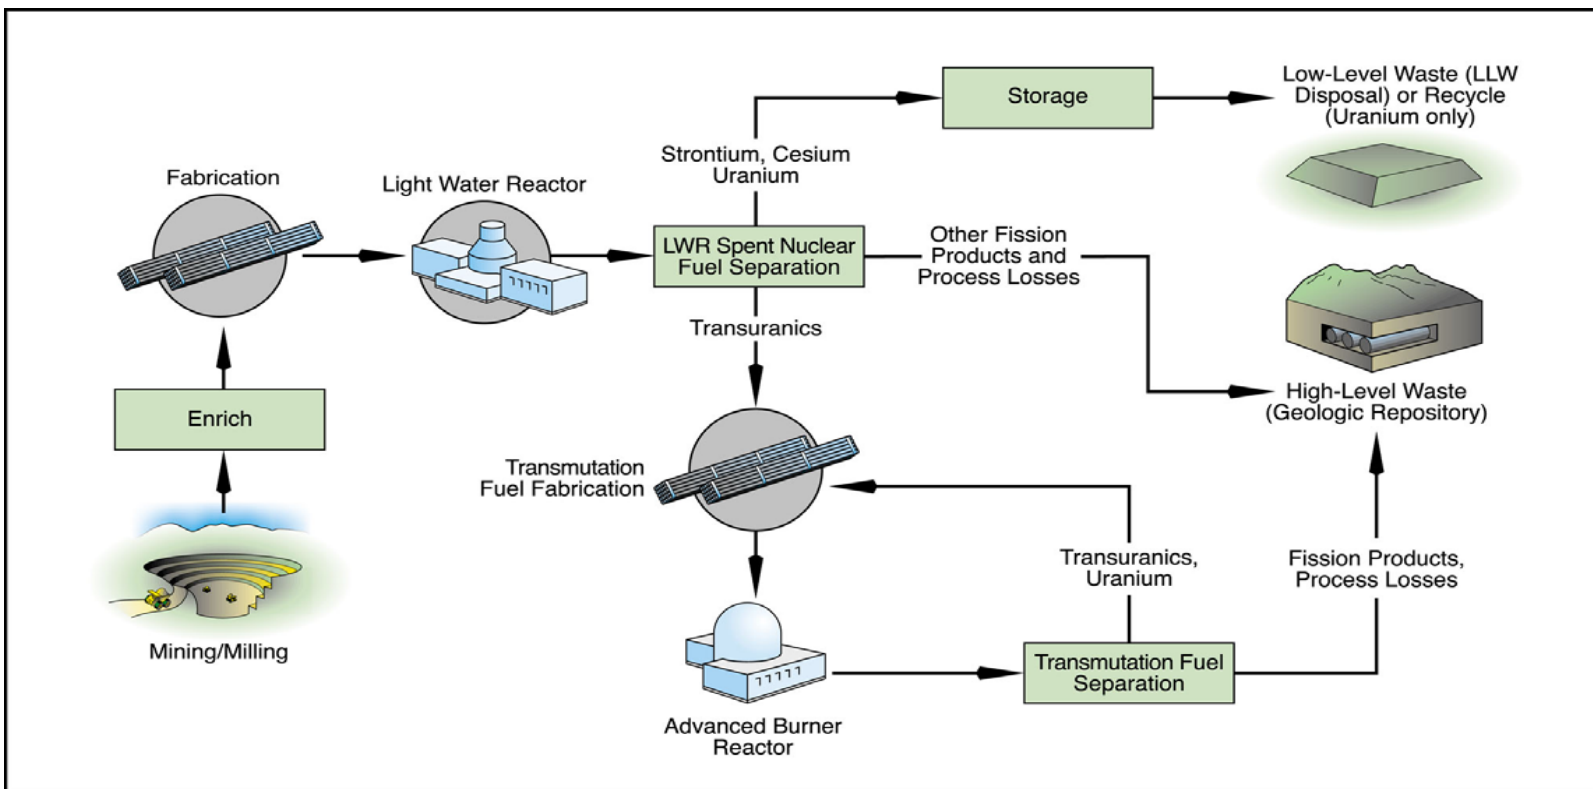 Low-Level Waste (LLW
Disposal) or Recycle
(Uranium only)
Storage
Strontium, Cesium
Uranium
Fabrication
Light Water Reactor
LWR Spent Nuclear
Fuel Separation
Other Fission
Products and
Process Losses
Transuranics
Enrich
High-Level Waste
(Geologic Repository)
Transmutation
Fuel Fabrication
Transuranics,
Uranium
Fission Products,
Process Losses
Mining/Milling
Transmutation Fuel
Separation
Advanced Burner
Reactor